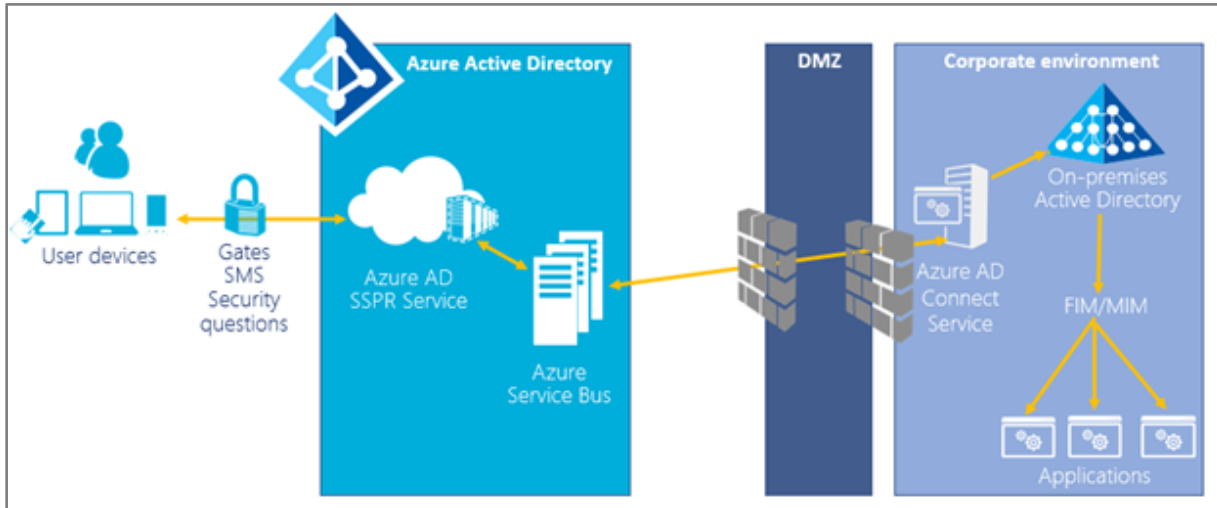 Azure Active Directory
DMZ
Corporate environment
User devices
Gates
SMS
Security
questions
Azure AD
SSPR Service
Azure
Service Bus
Azure AD
Connect
Service
On-premises
Active Directory
FIM/MIM
Applications